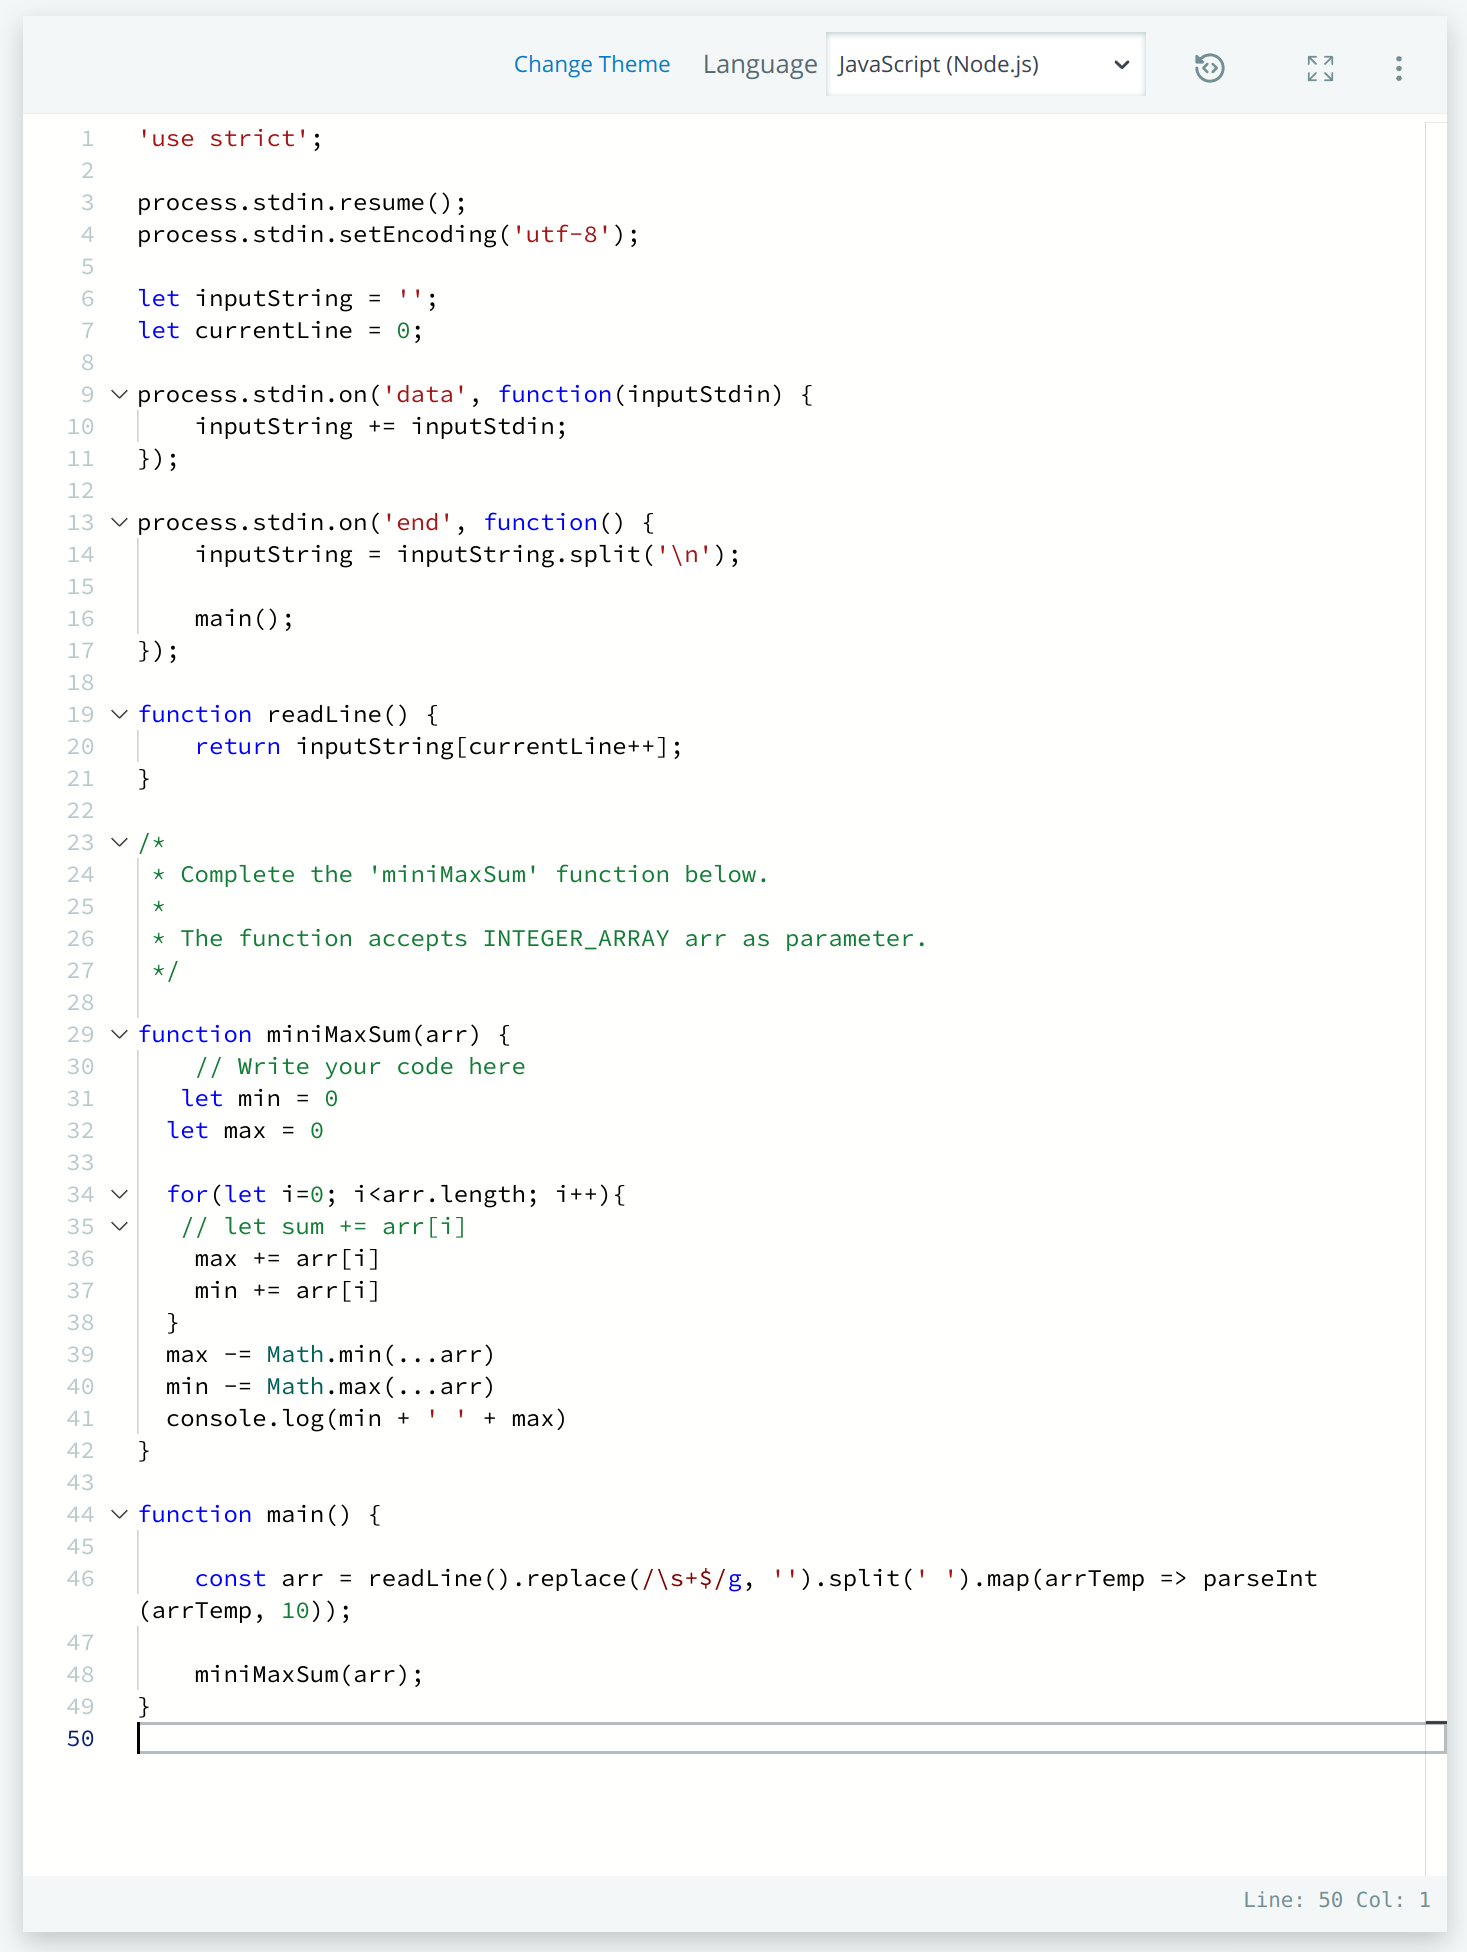 Change Theme Language JavaScript (Node.js)
1 'use strict';
2
3 process.stdin.resume();
4 process.stdin.setEncoding('utf-8');
5
6 let inputString = '';
7 let currentLine = 0;
8
9 process.stdin.on('data', function(inputStdin) {
10     inputString += inputStdin;
11 });
12
13 process.stdin.on('end', function() {
14     inputString = inputString.split('\n');
15
16     main();
17 });
18
19 function readLine() {
20     return inputString[currentLine++];
21 }
22
23 /*
24  * Complete the 'miniMaxSum' function below.
25  *
26  * The function accepts INTEGER_ARRAY arr as parameter.
27  */
28
29 function miniMaxSum(arr) {
30     // Write your code here
31    let min = 0
32   let max = 0
33
34   for(let i=0; i<arr.length; i++){
35    // let sum += arr[i]
36     max += arr[i]
37     min += arr[i]
38   }
39   max -= Math.min(...arr)
40   min -= Math.max(...arr)
41   console.log(min + ' ' + max)
42 }
43
44 function main() {
45
46     const arr = readLine().replace(/\s+$/g, '').split(' ').map(arrTemp => parseInt
(arrTemp, 10));
47
48     miniMaxSum(arr);
49 }
50
Line: 50 Col: 1